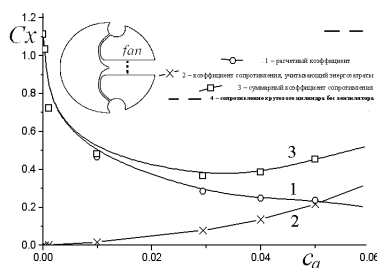 Cx
1.2
1.0
0.8
0.6
0.4
0.2
0.0
fan
1 – расчетный коэффициент
2 – коэффициент сопротивления, учитывающий энергозатраты
3 – суммарный коэффициент сопротивления
4 – сопротивление кругового цилиндра без вентилятора
3
1
2
0.00
0.02
0.04
0.06
cq